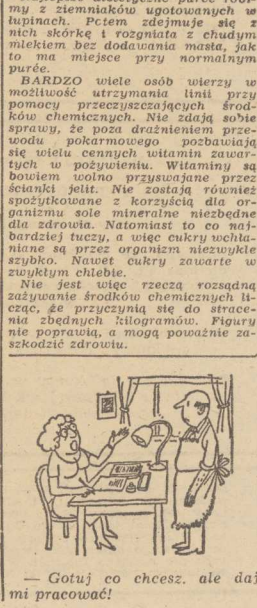 my z ziemniaków ugotowanych w
łupinach. Potem zdejmuje się z
nich skórkę i rozgniata z chudym
mlekiem bez dodawania masła, jak
to ma miejsce przy normalnym
purée.
BARDZO wiele osób wierzy w
możliwość utrzymania linii przy
pomocy przeczyszczających środ-
ków chemicznych. Nie zdają sobie
sprawy, że poza drażnieniem prze-
wodu pokarmowego pozbawiają
się wielu cennych witamin zawar-
tych w pożywieniu. Witaminy są
bowiem wolno przyswajane przez
ścianki jelit. Nie zostają również
spożytkowane z korzyścią dla or-
ganizmu sole mineralne niezbędne
dla zdrowia. Natomiast to co naj-
bardziej tuczy, a więc cukry wchła-
niane są przez organizm niezwykle
szybko. Nawet cukry zawarte w
zwykłym chlebie.
Nie jest więc rzeczą rozsądną
zażywanie środków chemicznych li-
cząc, że przyczynią się do strace-
nia zbędnych kilogramów. Figury
nie poprawią, a mogą poważnie za-
szkodzić zdrowiu.
— Gotuj co chcesz. ale daj
mi pracować!